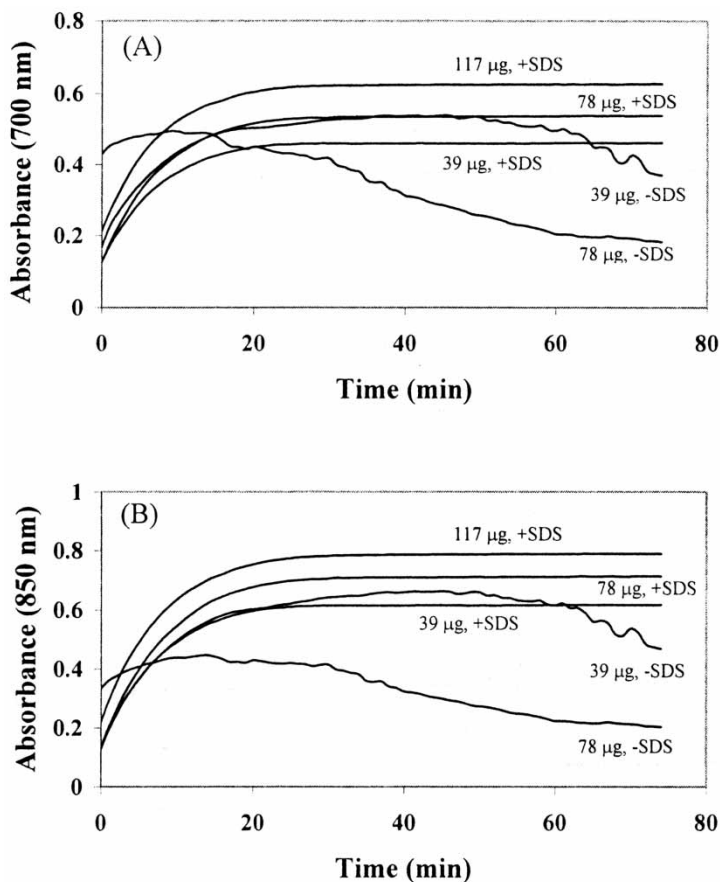 (A)
Absorbance (700 nm)
0.8
0.6
0.4
0.2
0
117 µg, +SDS
78 µg, +SDS
39 µg, +SDS
39 µg, -SDS
78 µg, -SDS
0 20 40 60 80
Time (min)
(B)
Absorbance (850 nm)
1
0.8
0.6
0.4
0.2
0
117 µg, +SDS
78 µg, +SDS
39 µg, +SDS
39 µg, -SDS
78 µg, -SDS
0 20 40 60 80
Time (min)